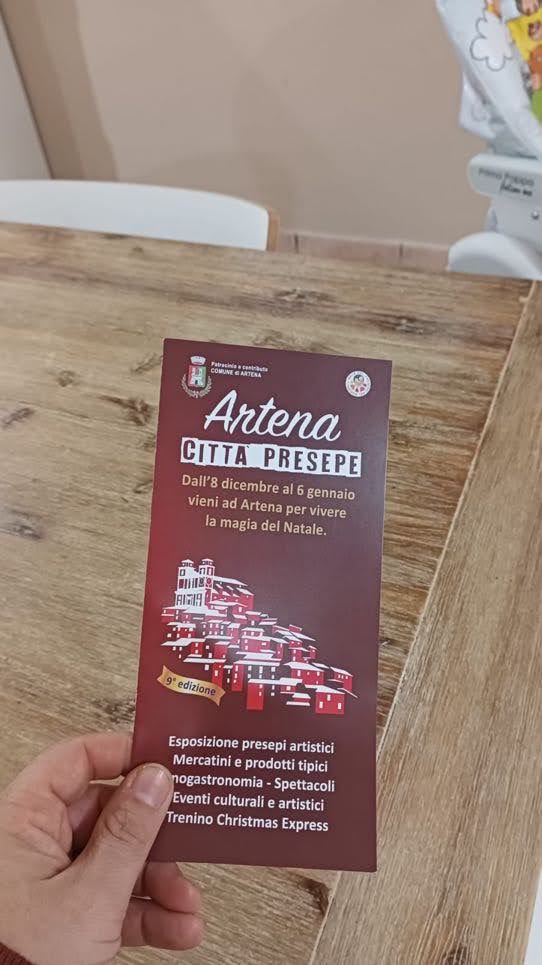 Patrocinio e contributo
COMUNE di ARTENA
Artena
CITTÀ PRESEPE
Dall'8 dicembre al 6 gennaio
vieni ad Artena per vivere
la magia del Natale.
9° edizione
Esposizione presepi artistici
Mercatini e prodotti tipici
nogastronomia - Spettacoli
Eventi culturali e artistici
Trenino Christmas Express